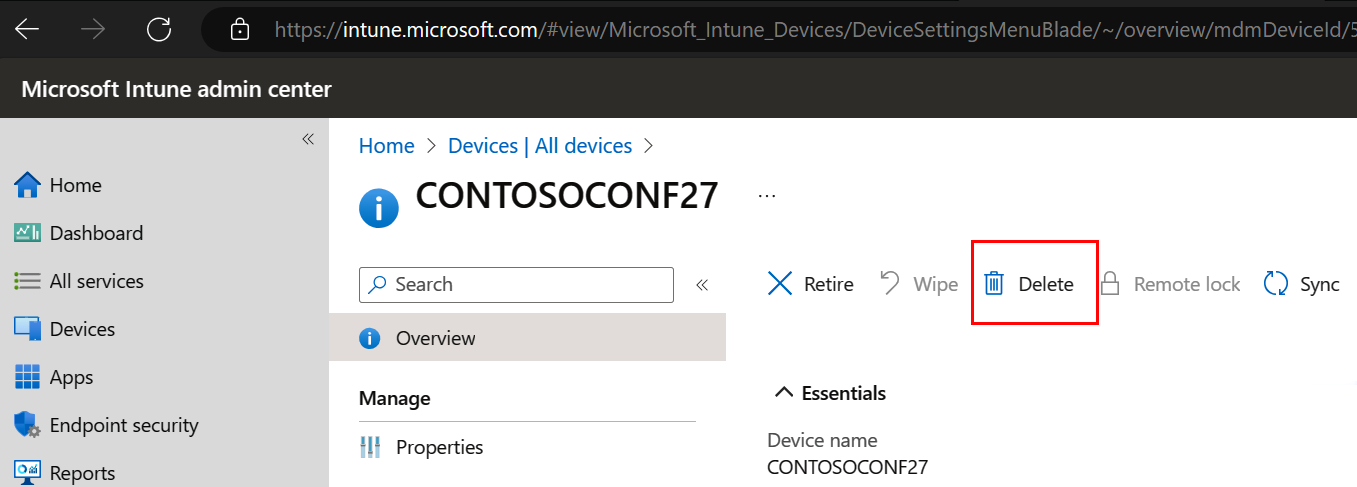 https://intune.microsoft.com/#view/Microsoft_Intune_Devices/DeviceSettingsMenuBlade/~/overview/mdmDeviceId/5
Microsoft Intune admin center
«
Home
Dashboard
All services
Devices
Apps
Endpoint security
Reports
Home > Devices | All devices >
CONTOSOCONF27 ...
Search «
Overview
Manage
Properties
Retire Wipe Delete Remote lock Sync
Essentials
Device name
CONTOSOCONF27